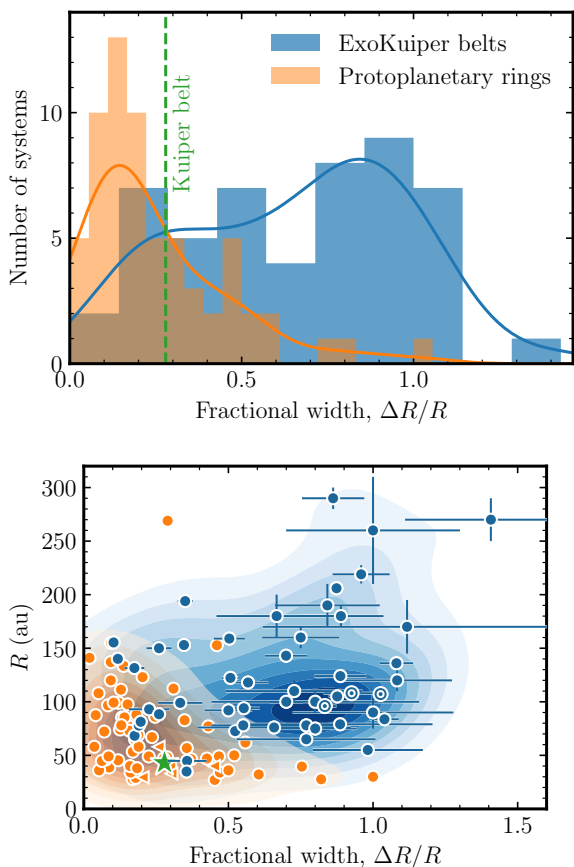 ExoKuiper belts
Protoplanetary rings
Kuiper belt
Number of systems
10
5
0
0.0 0.5 1.0
Fractional width, ΔR/R
R (au)
300
250
200
150
100
50
0
0.0 0.5 1.0 1.5
Fractional width, ΔR/R